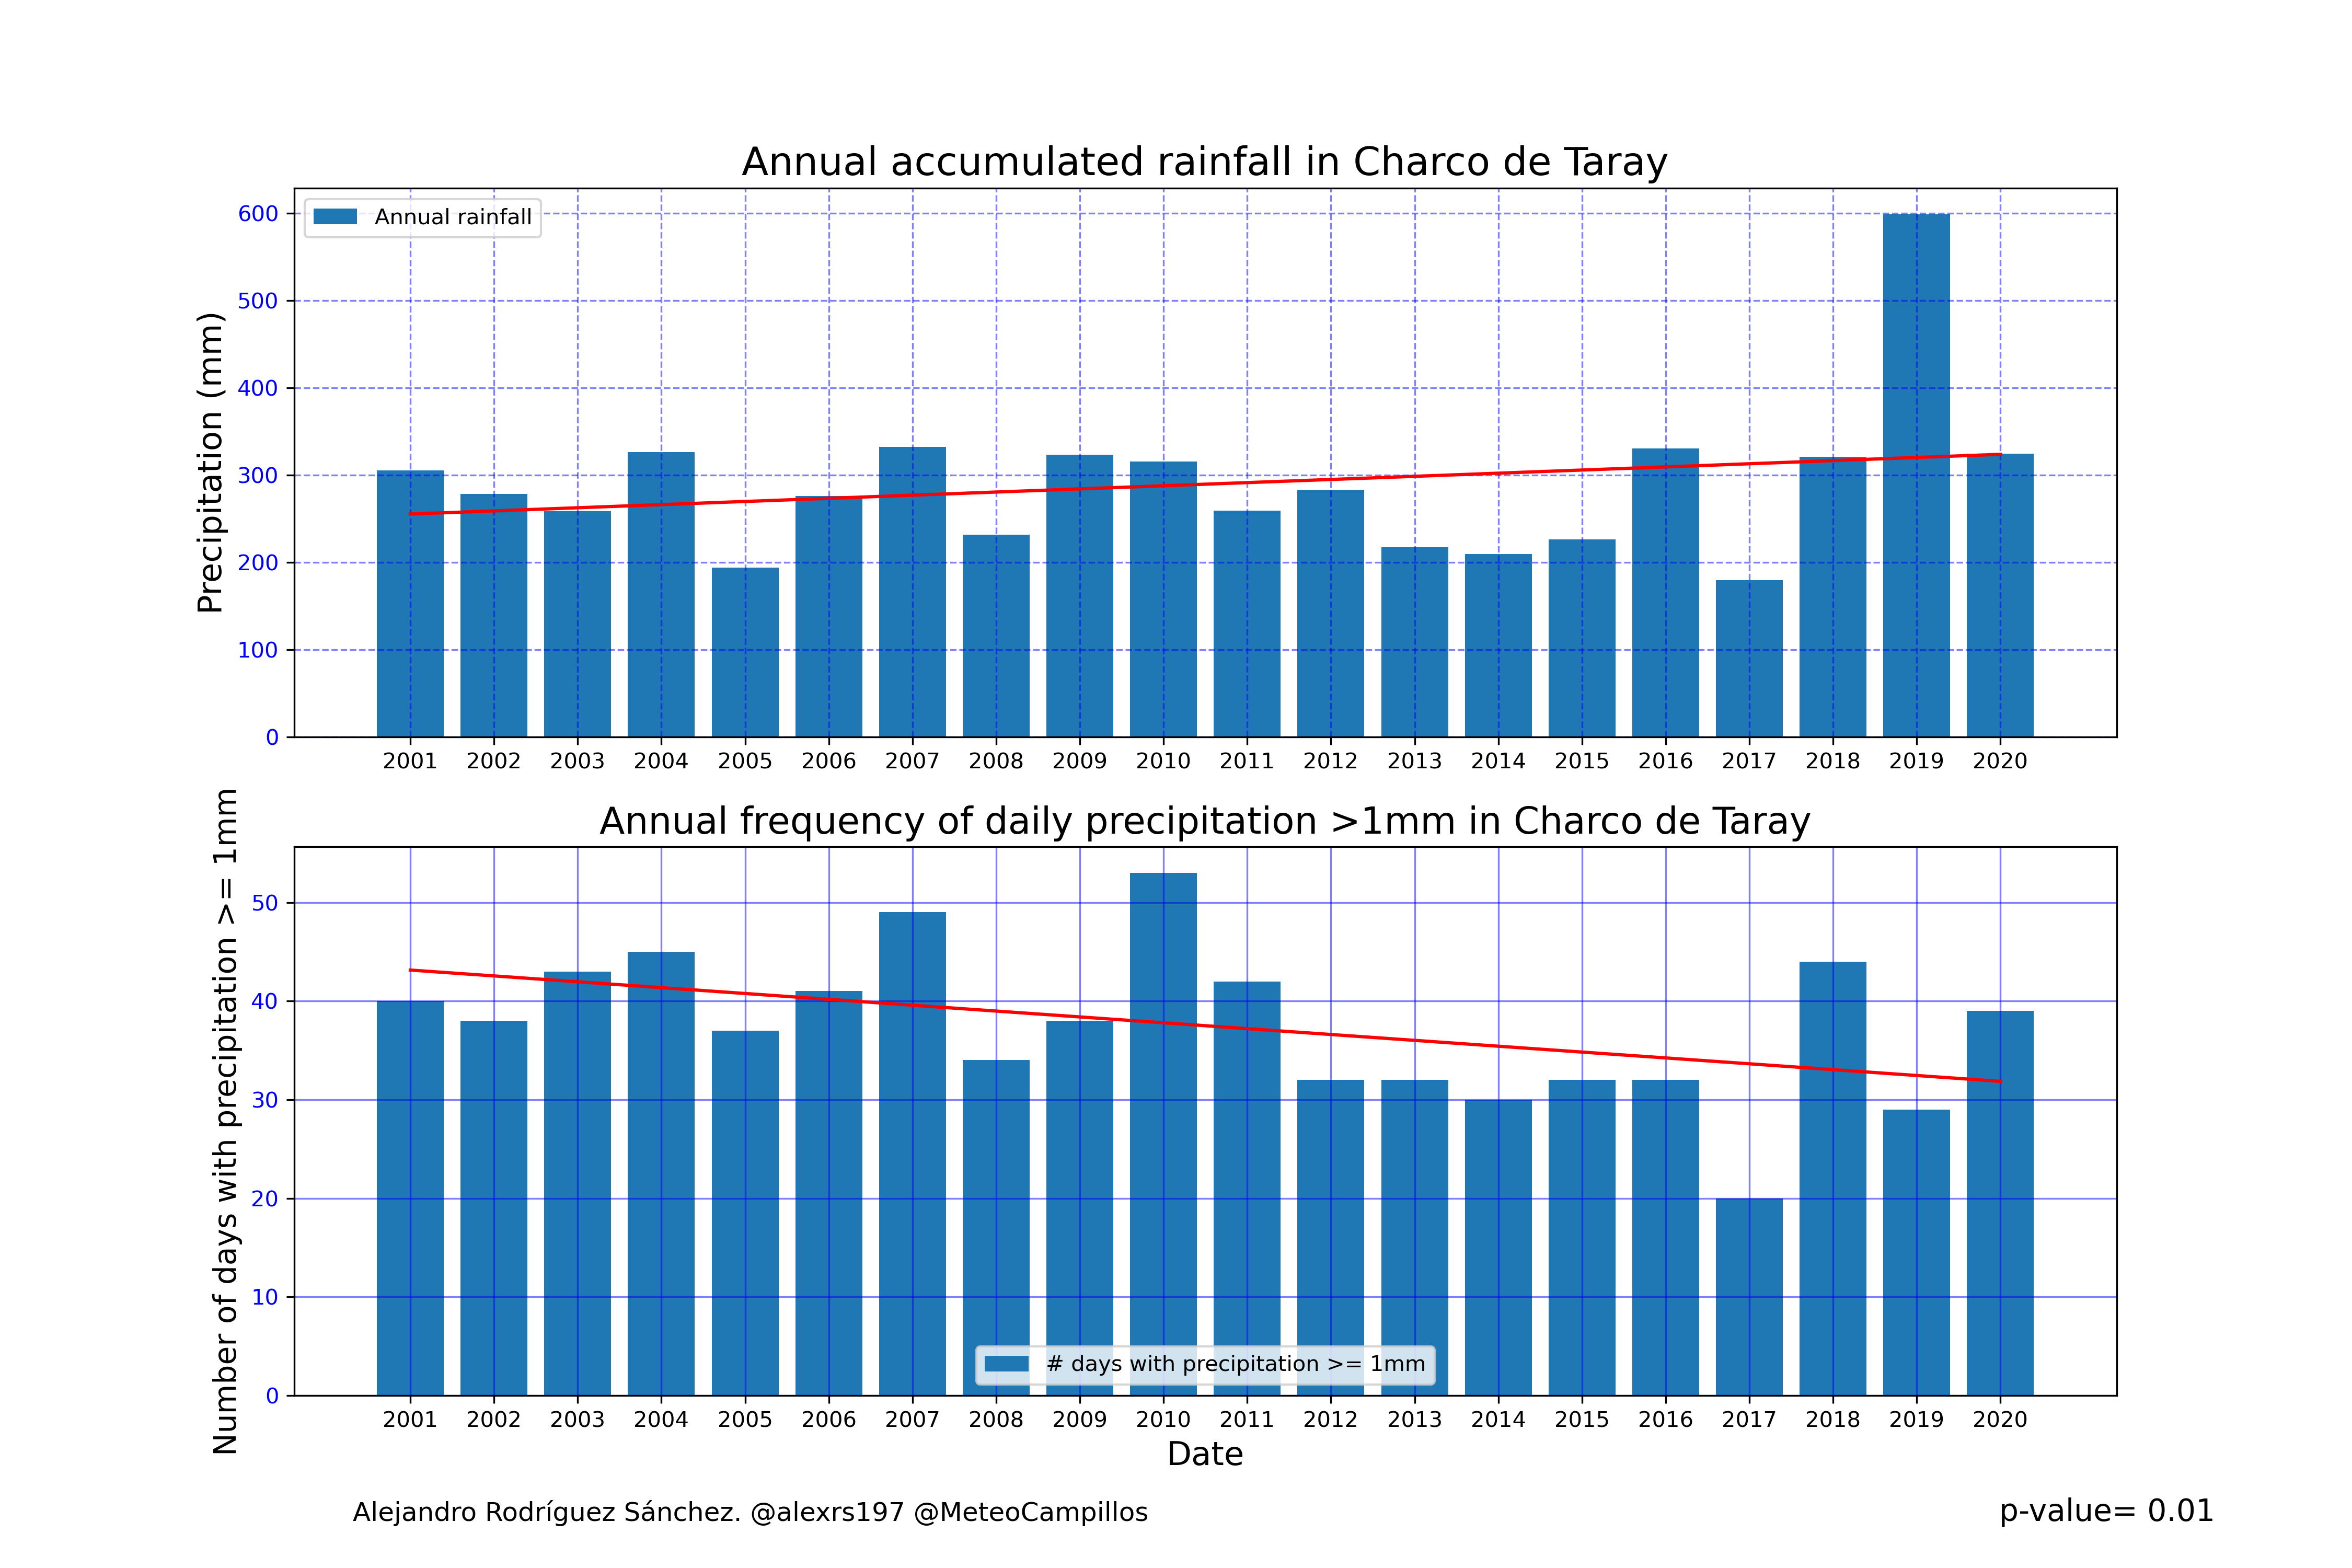 Annual accumulated rainfall in Charco de Taray
Annual rainfall
Precipitation (mm)
600
500
400
300
200
100
0
2001 2002 2003 2004 2005 2006 2007 2008 2009 2010 2011 2012 2013 2014 2015 2016 2017 2018 2019 2020
Annual frequency of daily precipitation >1mm in Charco de Taray
Number of days with precipitation >= 1mm
50
40
30
20
10
0
# days with precipitation >= 1mm
2001 2002 2003 2004 2005 2006 2007 2008 2009 2010 2011 2012 2013 2014 2015 2016 2017 2018 2019 2020
Date
Alejandro Rodríguez Sánchez. @alexrs197 @MeteoCampillos
p-value= 0.01